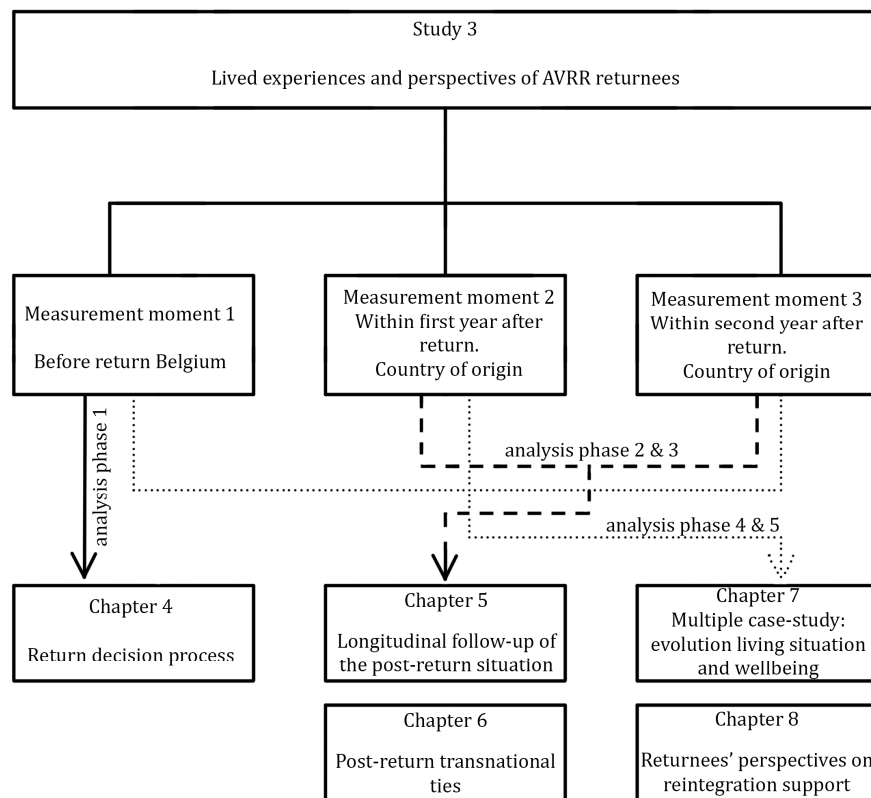 Study 3
Lived experiences and perspectives of AVRR returnees
Measurement moment 1
Before return Belgium
Measurement moment 2
Within first year after
return.
Country of origin
Measurement moment 3
Within second year after
return.
Country of origin
analysis phase 1
analysis phase 2 & 3
analysis phase 4 & 5
Chapter 4
Return decision process
Chapter 5
Longitudinal follow-up of
the post-return situation
Chapter 7
Multiple case-study:
evolution living situation
and wellbeing
Chapter 6
Post-return transnational
ties
Chapter 8
Returnees' perspectives on
reintegration support